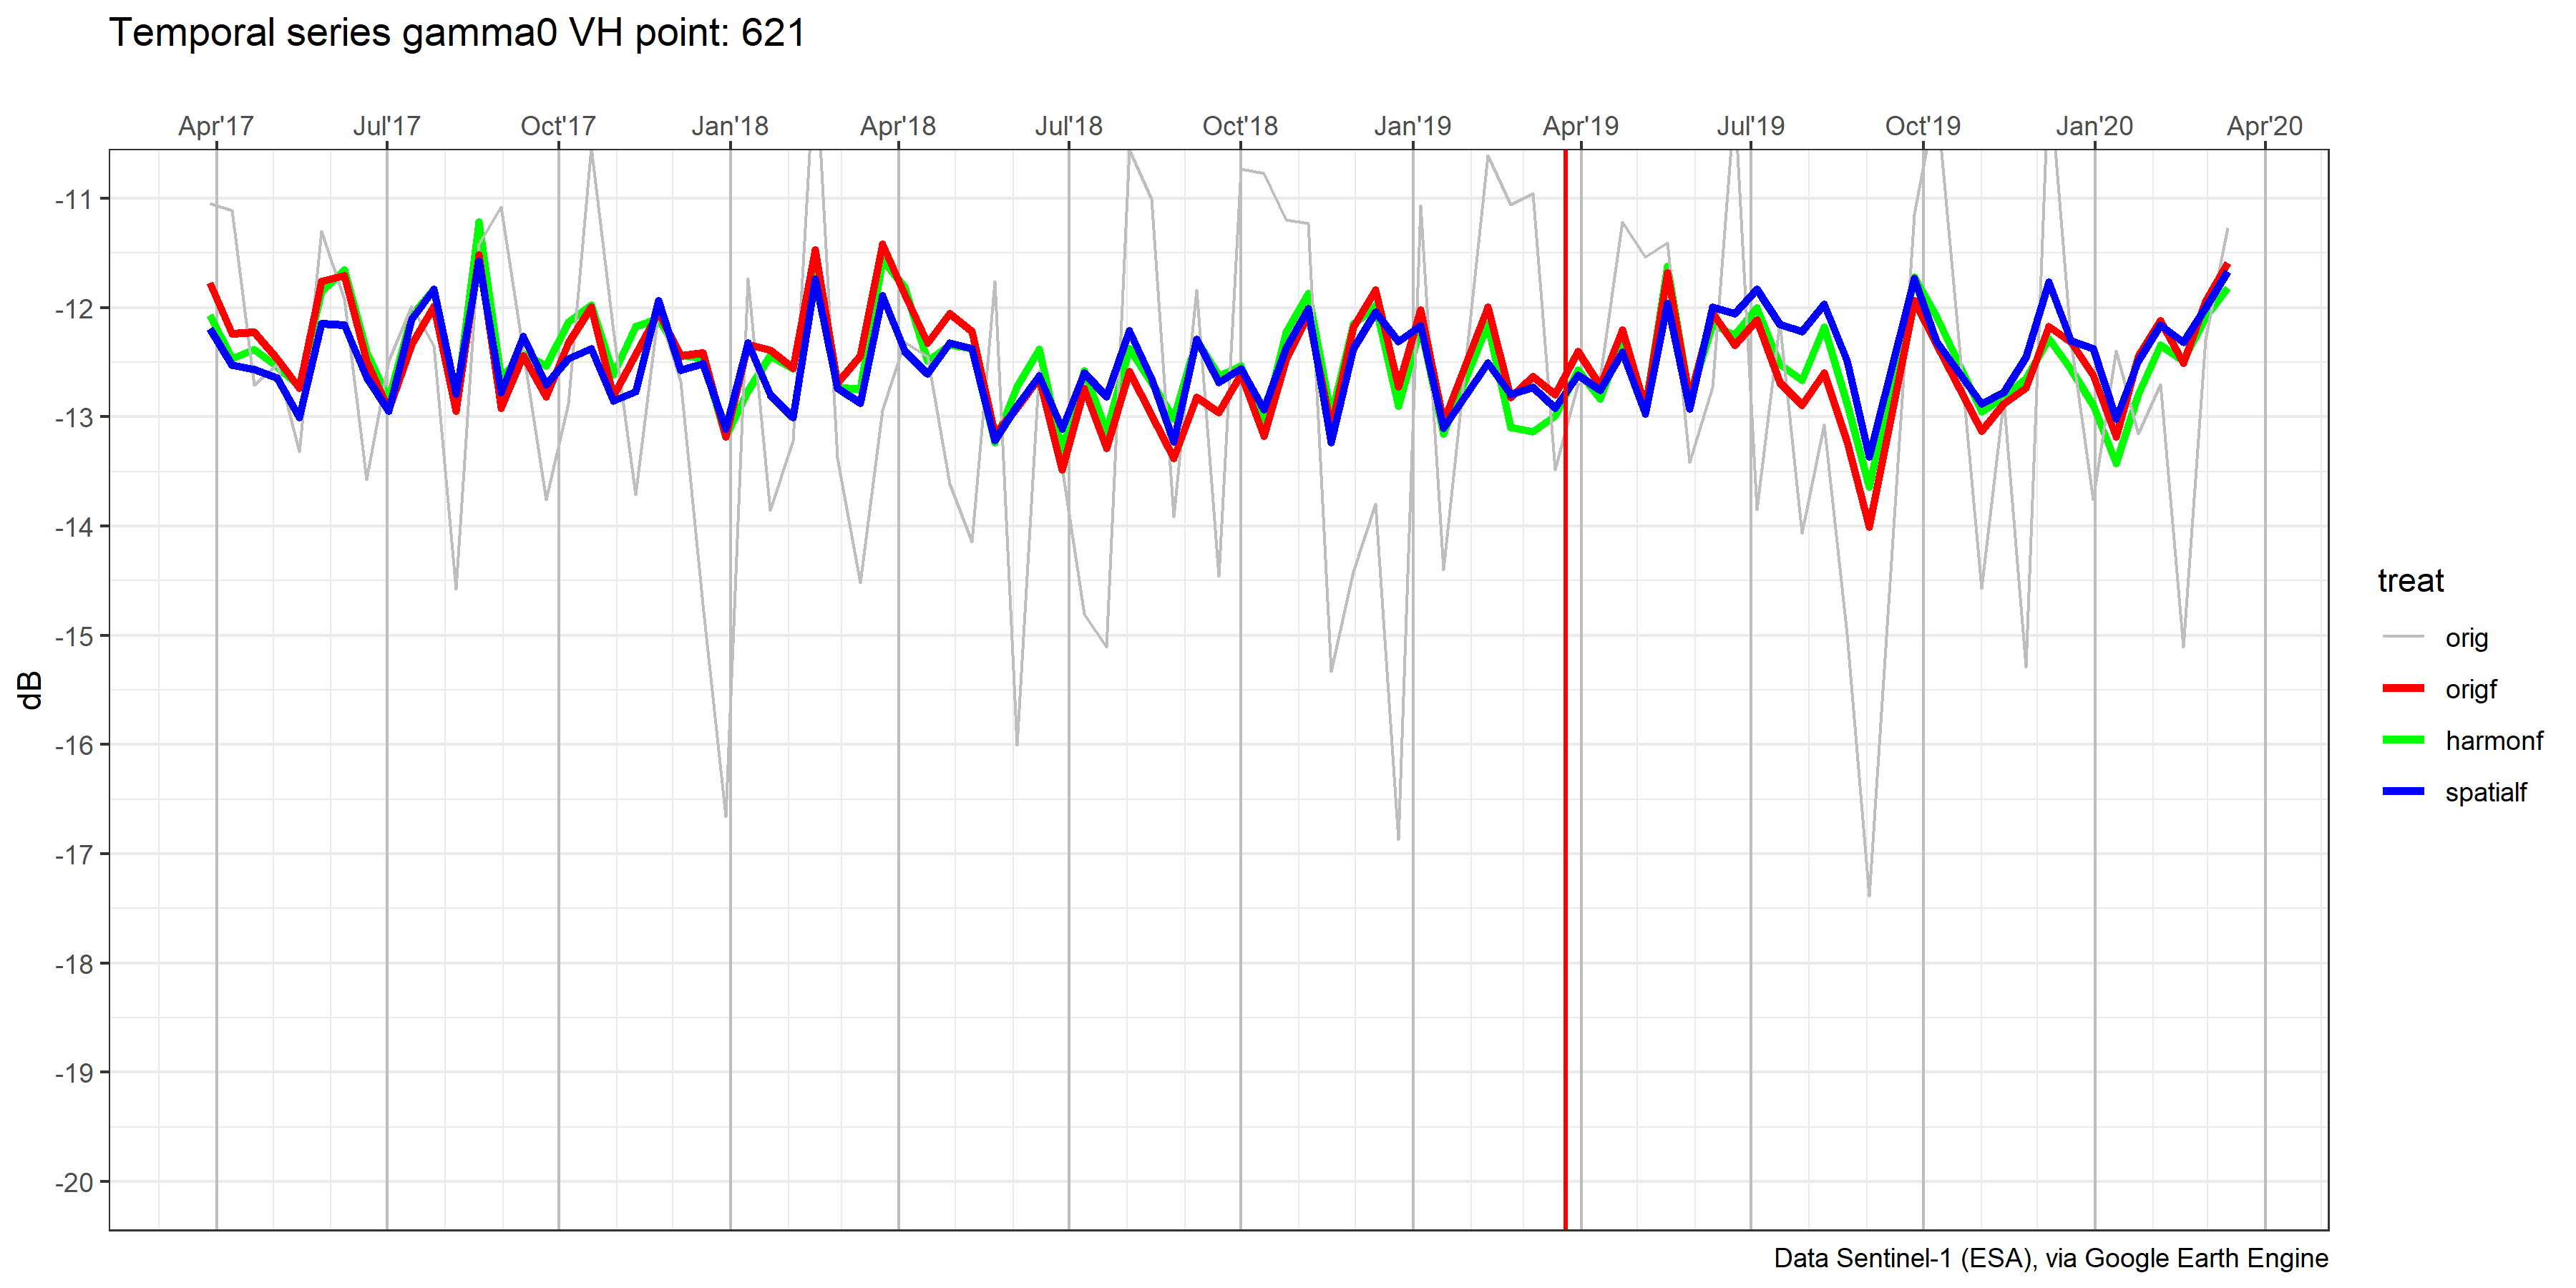 Temporal series gamma0 VH point: 621
Apr'17 Jul'17 Oct'17 Jan'18 Apr'18 Jul'18 Oct'18 Jan'19 Apr'19 Jul'19 Oct'19 Jan'20 Apr'20
-11
-12
-13
-14
-15
-16
-17
-18
-19
-20
dB
treat
orig
origf
harmonf
spatialf
Data Sentinel-1 (ESA), via Google Earth Engine